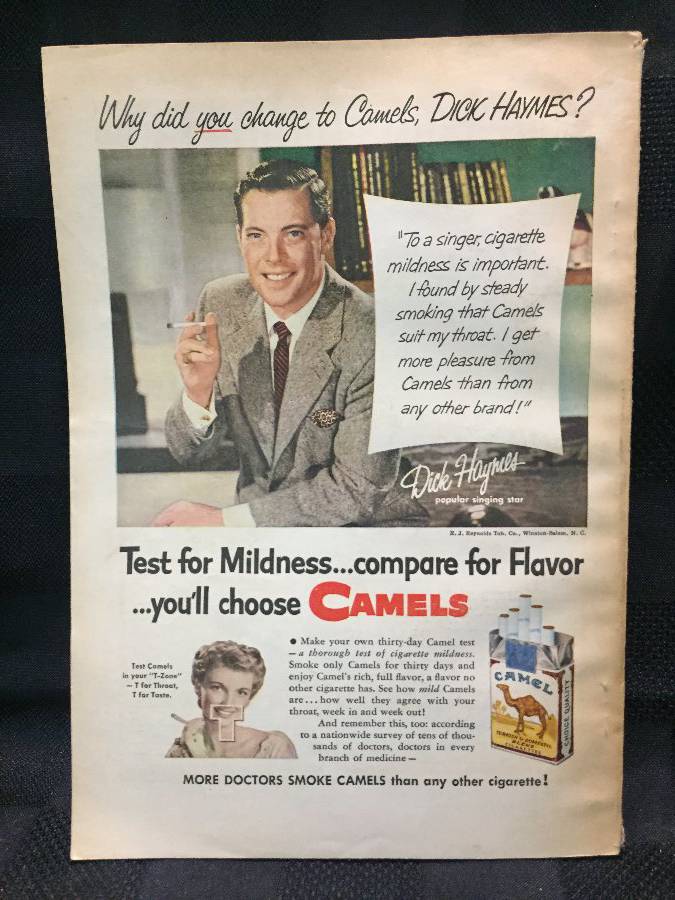 Why did you change to Camels, DICK HAYMES?
"To a singer, cigarette
mildness is important.
I found by steady
smoking that Camels
suit my throat. I get
more pleasure from
Camels than from
any other brand!"
Dick Haymes
popular singing star
R. J. Reynolds Tob. Co., Winston-Salem, N. C.
Test for Mildness...compare for Flavor
...you'll choose CAMELS
Test Camels
in your "T-Zone"
– T for Throat,
T for Taste.
T
● Make your own thirty-day Camel test
—a thorough test of cigarette mildness.
Smoke only Camels for thirty days and
enjoy Camel's rich, full flavor, a flavor no
other cigarette has. See how mild Camels
are...how well they agree with your
throat, week in and week out!
And remember this, too: according
to a nationwide survey of tens of thou-
sands of doctors, doctors in every
branch of medicine—
CAMEL
TURKISH & DOMESTIC
BLEND
CIGARETTES
CHOICE QUALITY
MORE DOCTORS SMOKE CAMELS than any other cigarette!